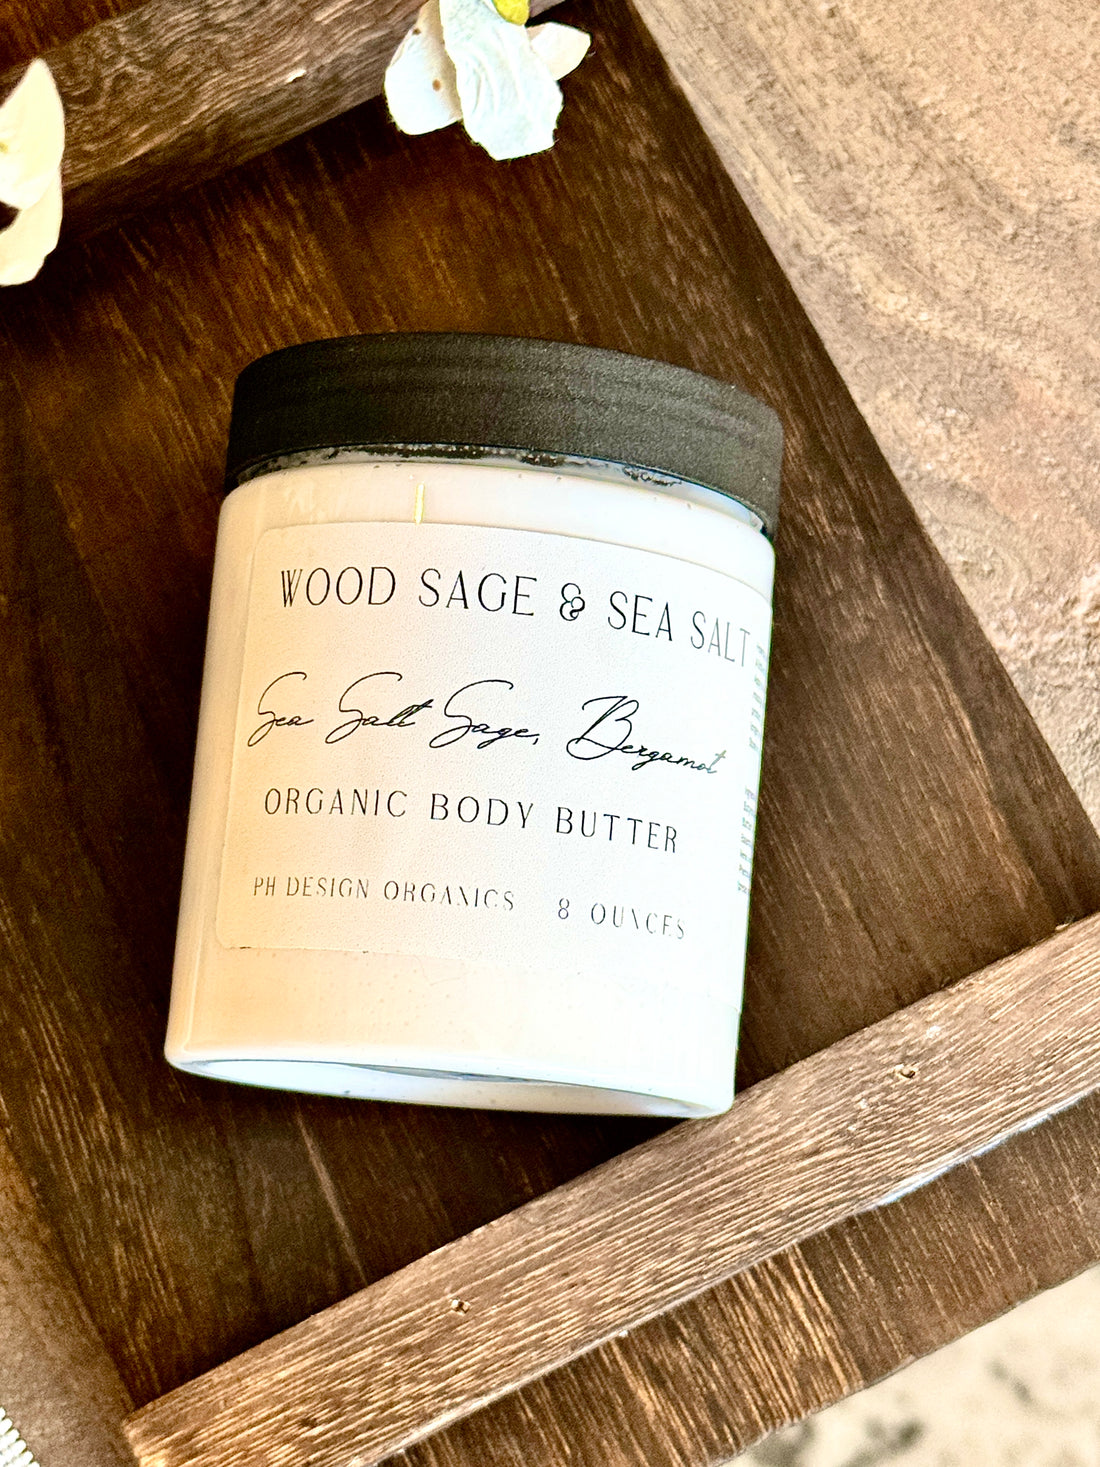 WOOD SAGE & SEA SALT
Sea Salt Sage, Bergamot
ORGANIC BODY BUTTER
PH DESIGN ORGANICS 8 OUNCES